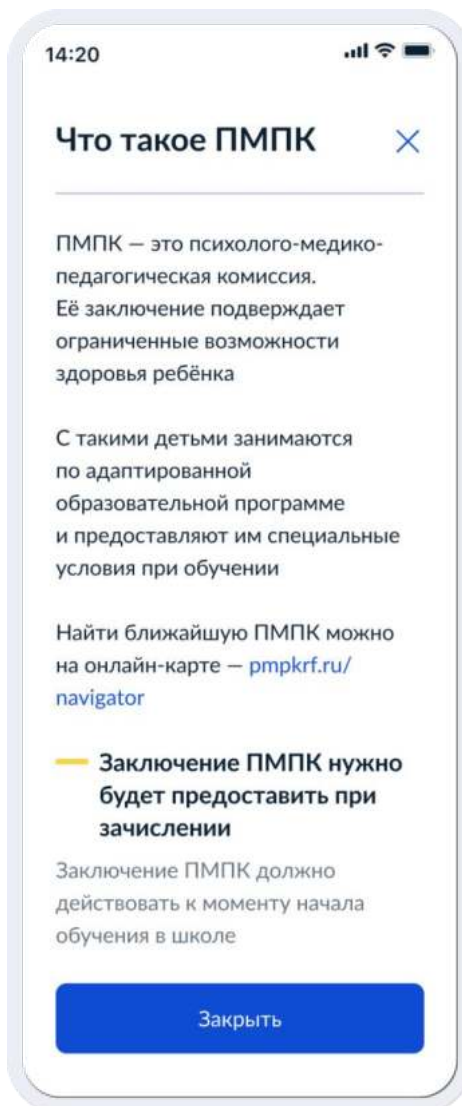 14:20
Что такое ПМПК
ПМПК — это психолого-медико-
педагогическая комиссия.
Её заключение подверждает
ограниченные возможности
здоровья ребёнка
С такими детьми занимаются
по адаптированной
образовательной программе
и предоставляют им специальные
условия при обучении
Найти ближайшую ПМПК можно
на онлайн-карте — pmpkrf.ru/
navigator
Заключение ПМПК нужно
будет предоставить при
зачислении
Заключение ПМПК должно
действовать к моменту начала
обучения в школе
Закрыть